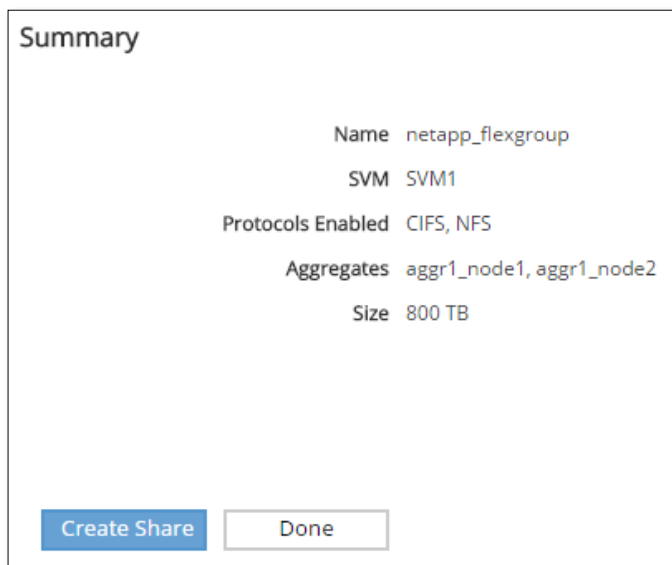 Summary
Name netapp_flexgroup
SVM SVM1
Protocols Enabled CIFS, NFS
Aggregates aggr1_node1, aggr1_node2
Size 800 TB
Create Share Done